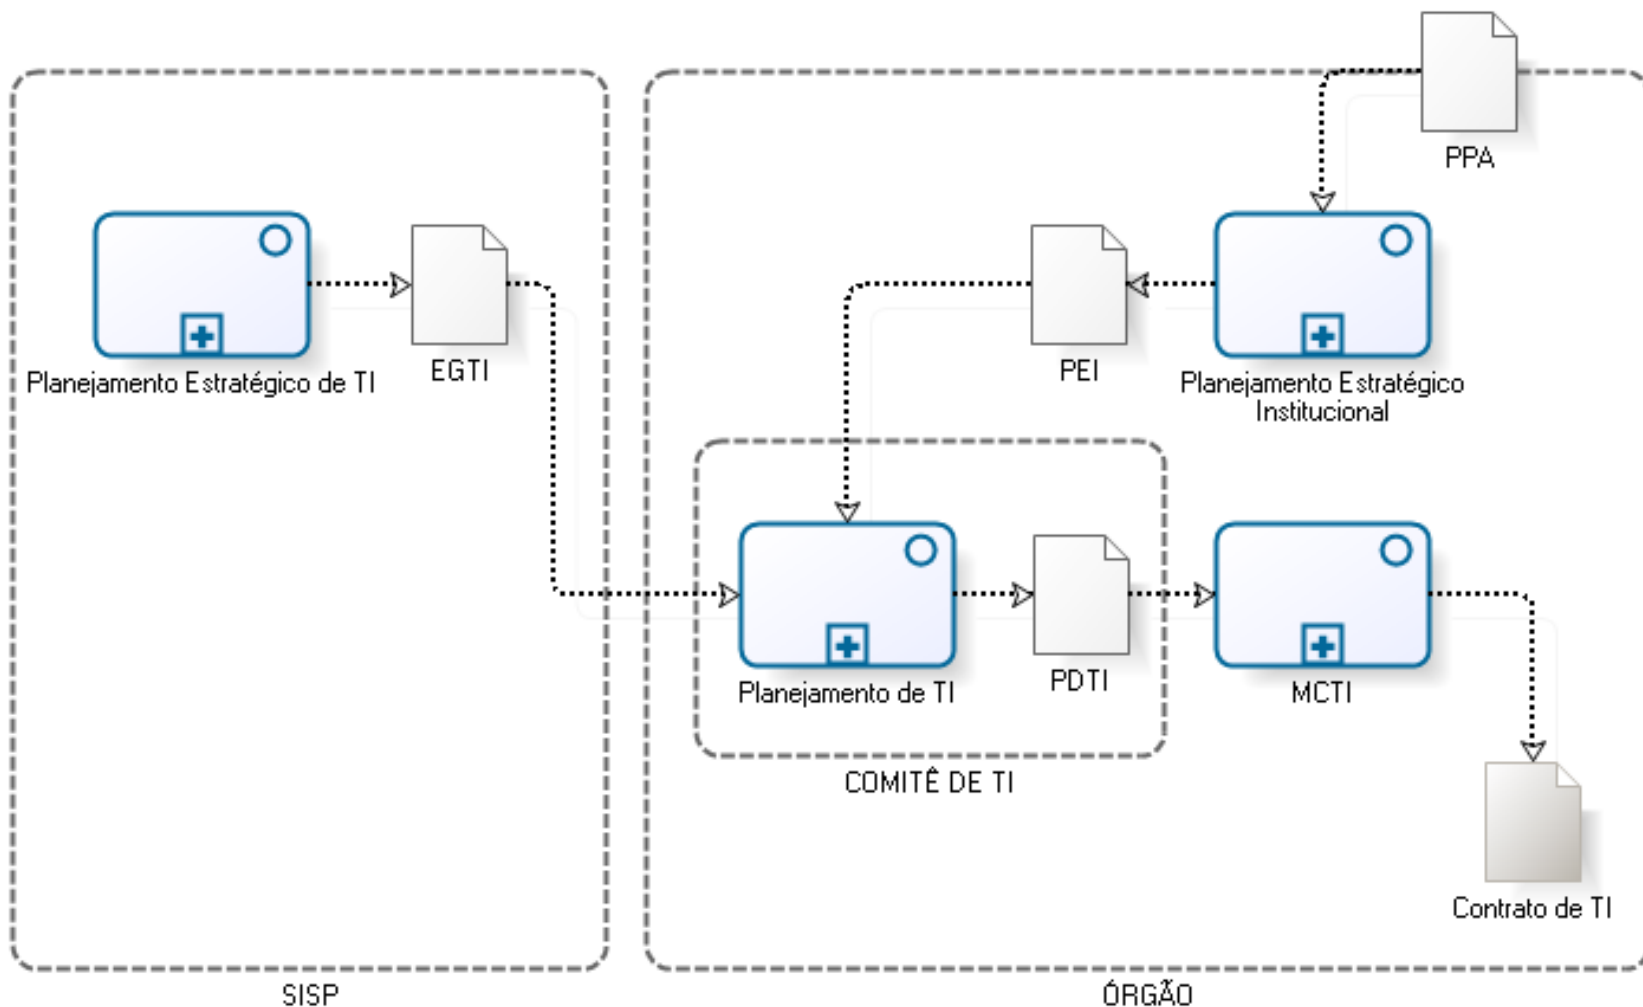 PPA
Planejamento Estratégico de TI
EGTI
PEI
Planejamento Estratégico
Institucional
Planejamento de TI
PDTI
MCTI
COMITÊ DE TI
Contrato de TI
SISP
ÓRGÃO